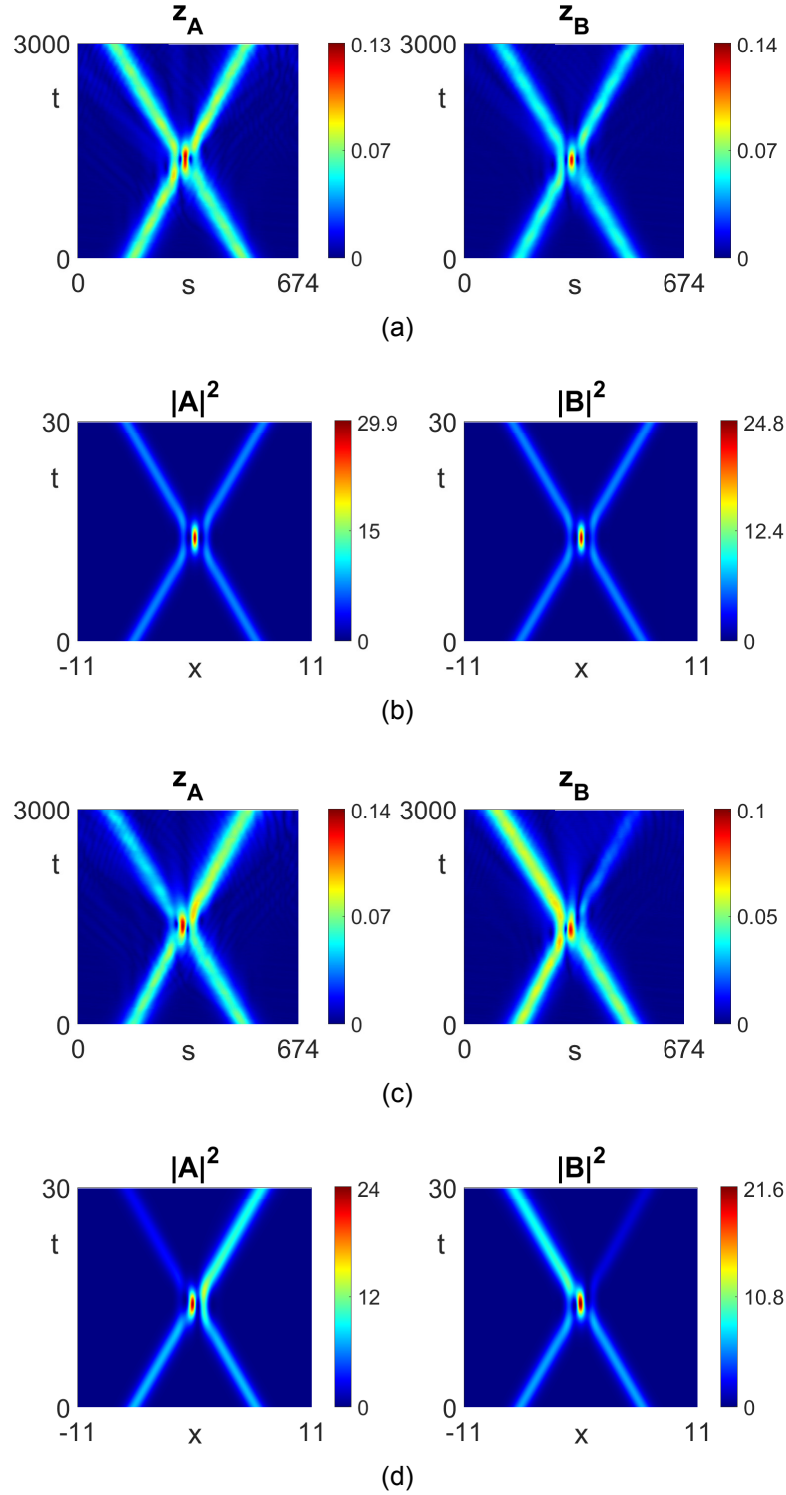 z_A z_B
3000 0.13 3000 0.14
t t
0.07 0.07
0 0 0 0
0 s 674 0 s 674
(a)
|A|² |B|²
30 29.9 30 24.8
t t
15 12.4
0 0 0 0
-11 x 11 -11 x 11
(b)
z_A z_B
3000 0.14 3000 0.1
t t
0.07 0.05
0 0 0 0
0 s 674 0 s 674
(c)
|A|² |B|²
30 24 30 21.6
t t
12 10.8
0 0 0 0
-11 x 11 -11 x 11
(d)